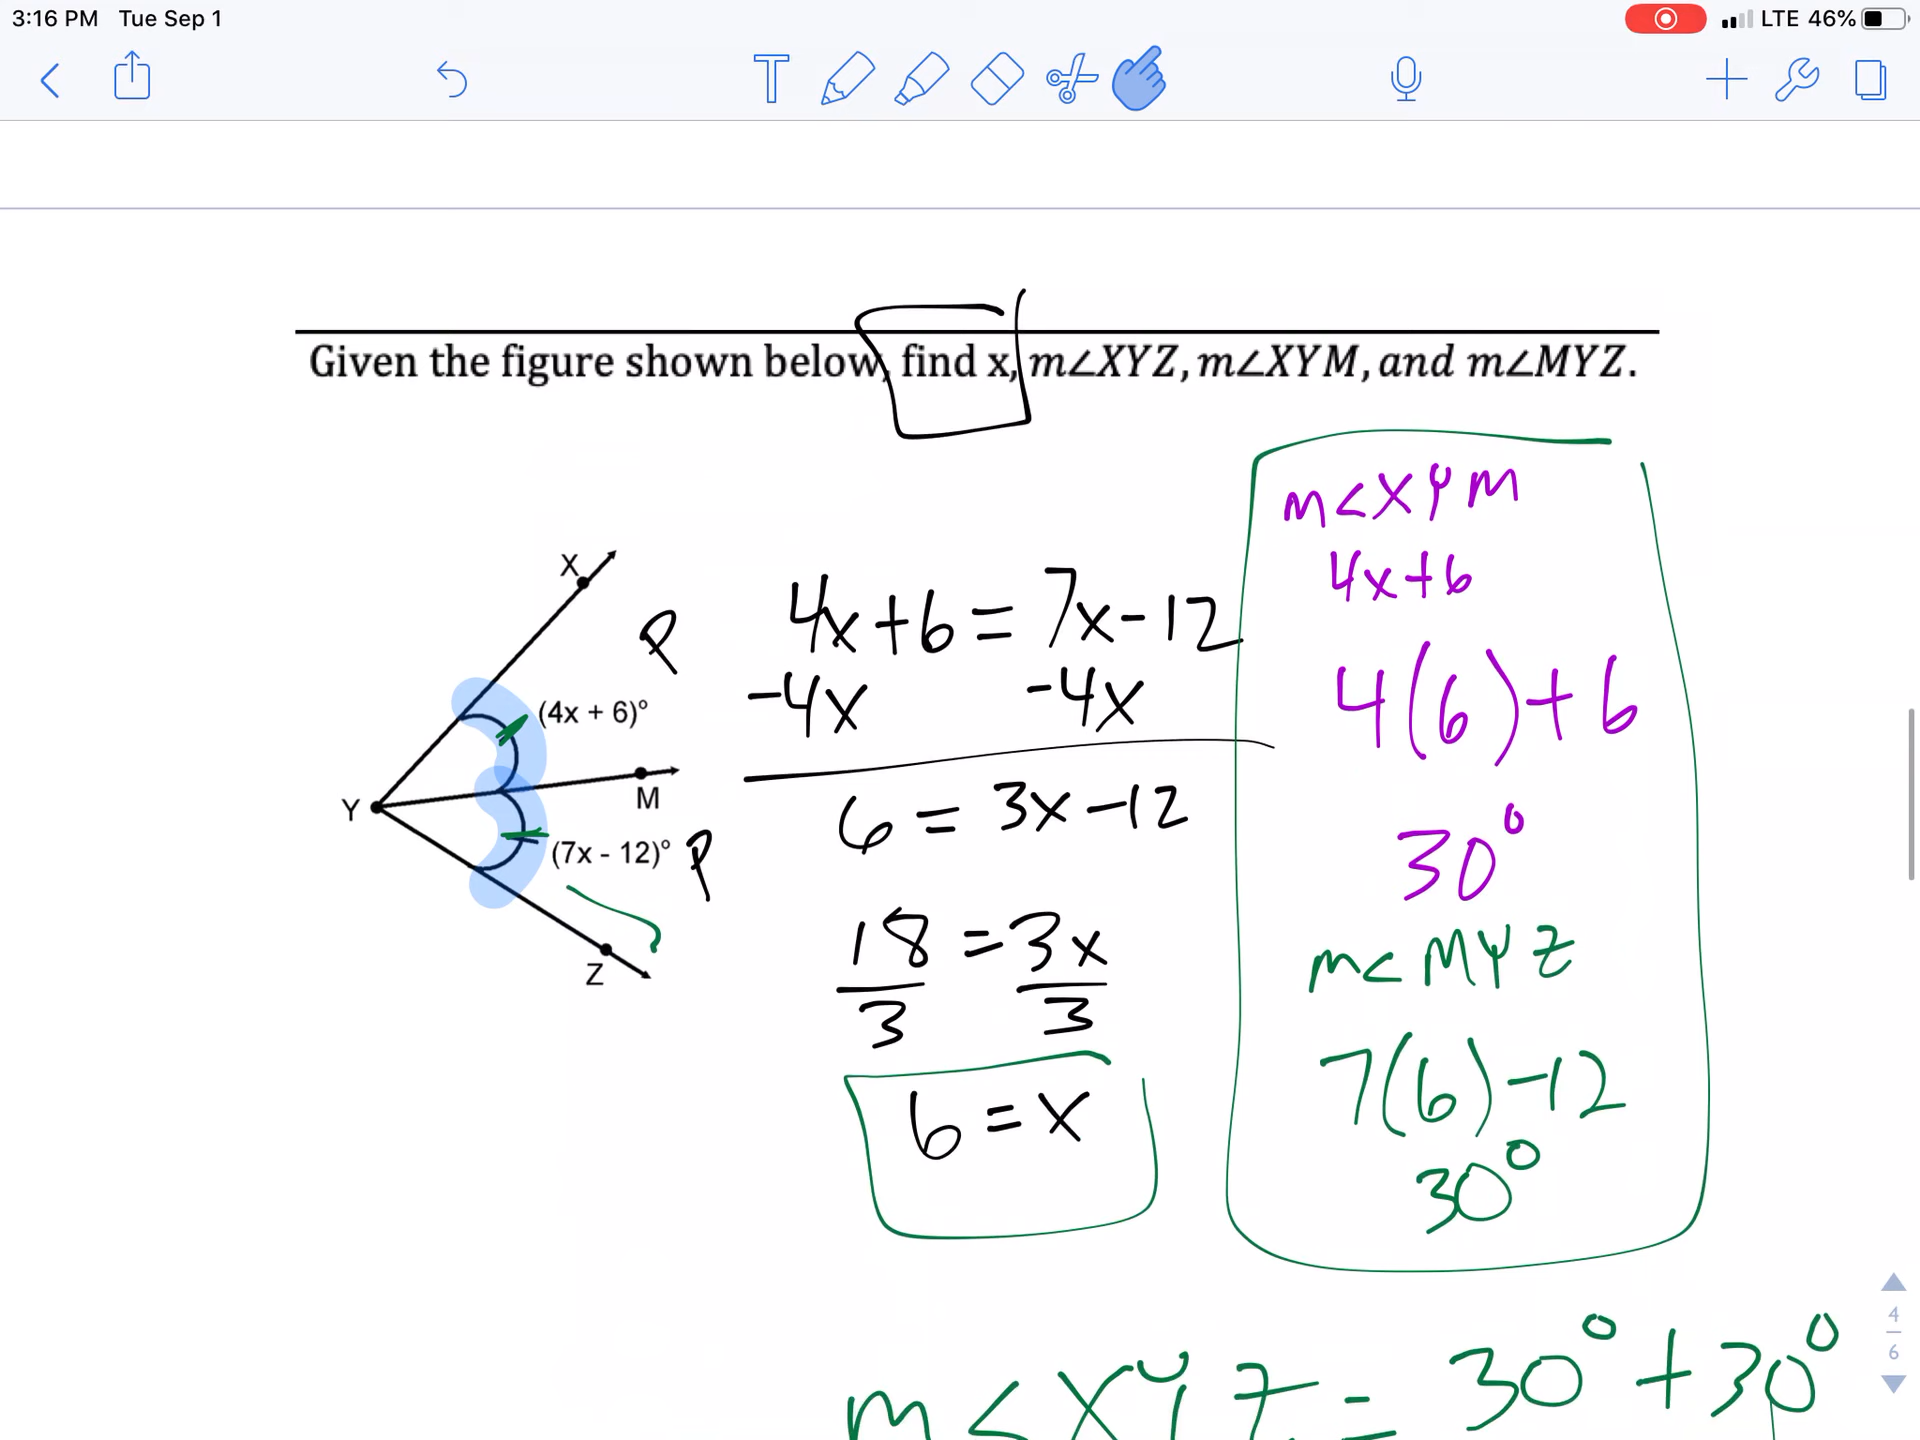 3:16 PM Tue Sep 1
LTE 46%
T
Given the figure shown below, find x, m∠XYZ, m∠XYM, and m∠MYZ.
X
P
(4x + 6)°
M
Y
(7x - 12)° P
Z
4x+6=7x-12
-4x -4x
6=3x-12
18=3x
3 3
6=x
m<XYM
4x+6
4(6)+6
30°
m<MYZ
7(6)-12
30°
m<XYZ=30°+30°
4
6